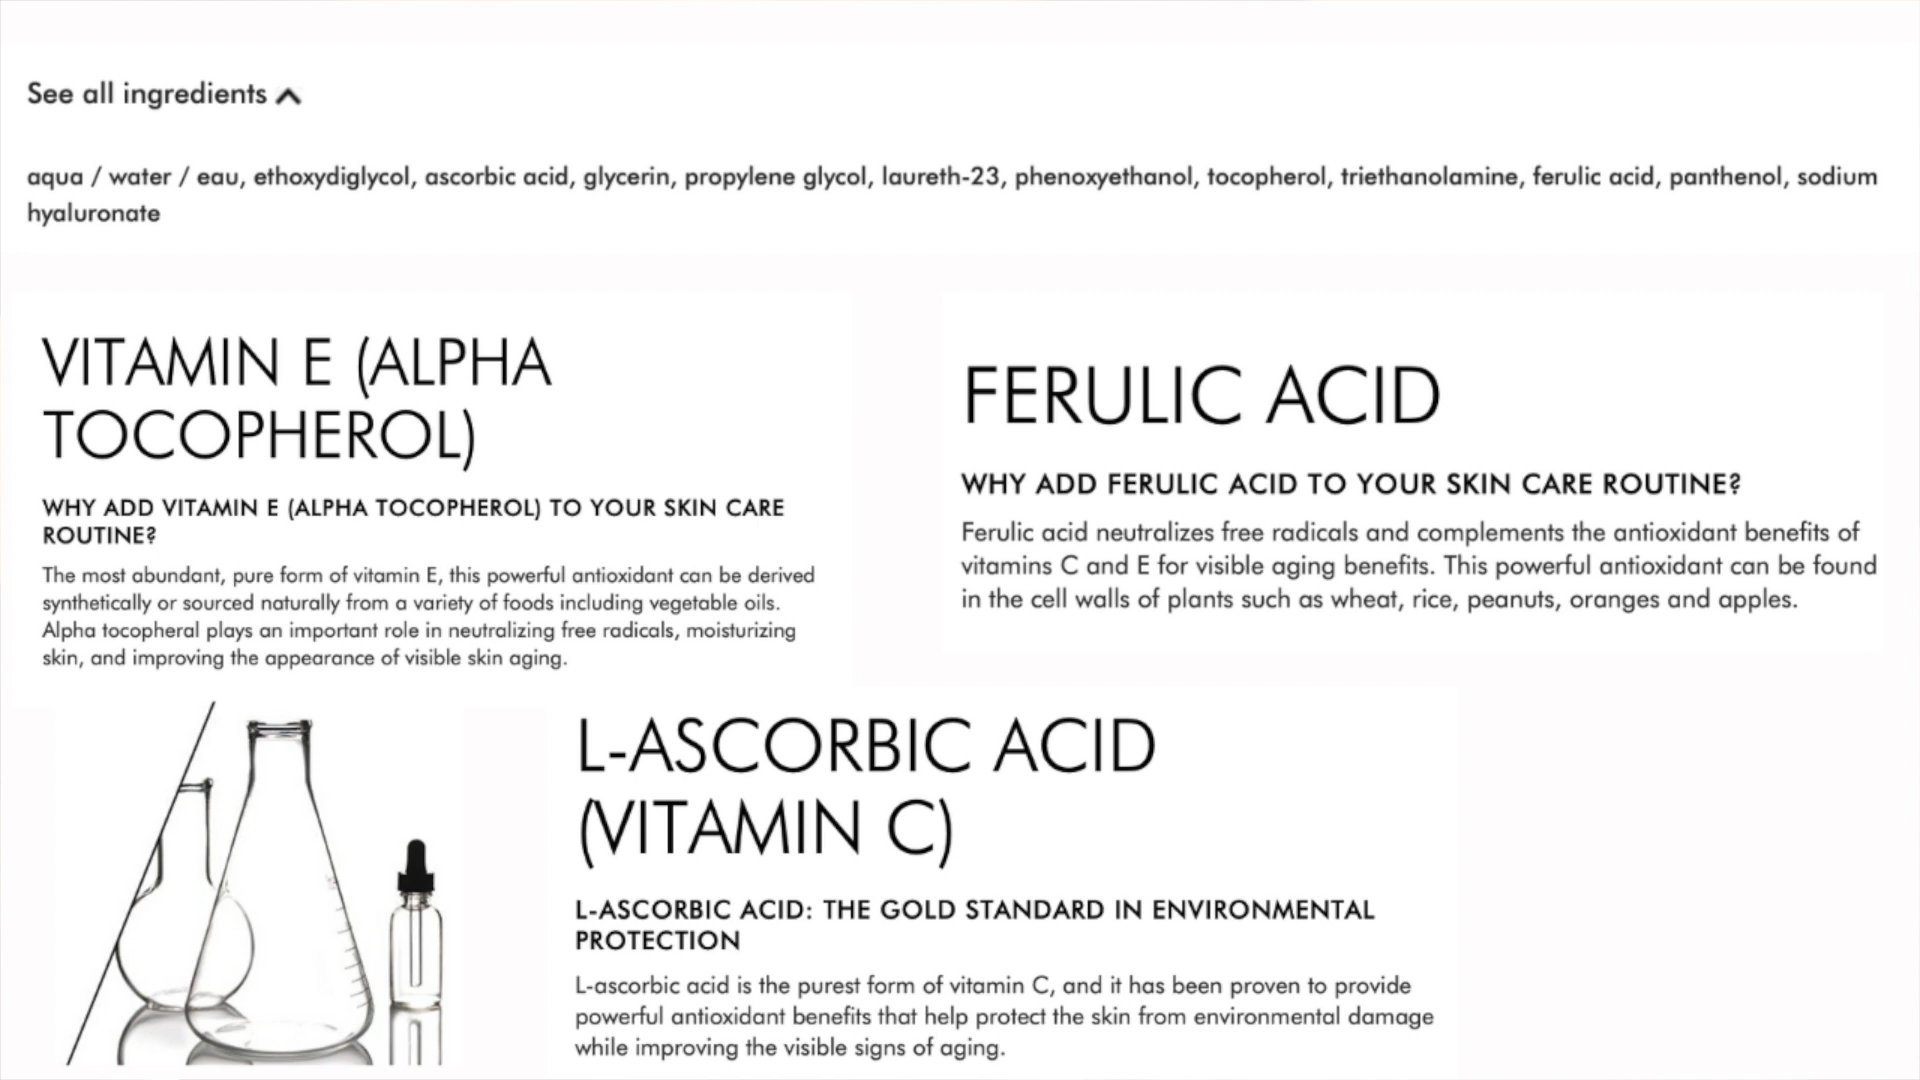 See all ingredients
aqua / water / eau, ethoxydiglycol, ascorbic acid, glycerin, propylene glycol, laureth-23, phenoxyethanol, tocopherol, triethanolamine, ferulic acid, panthenol, sodium
hyaluronate
VITAMIN E (ALPHA
TOCOPHEROL)
WHY ADD VITAMIN E (ALPHA TOCOPHEROL) TO YOUR SKIN CARE
ROUTINE?
The most abundant, pure form of vitamin E, this powerful antioxidant can be derived
synthetically or sourced naturally from a variety of foods including vegetable oils.
Alpha tocopheral plays an important role in neutralizing free radicals, moisturizing
skin, and improving the appearance of visible skin aging.
FERULIC ACID
WHY ADD FERULIC ACID TO YOUR SKIN CARE ROUTINE?
Ferulic acid neutralizes free radicals and complements the antioxidant benefits of
vitamins C and E for visible aging benefits. This powerful antioxidant can be found
in the cell walls of plants such as wheat, rice, peanuts, oranges and apples.
L-ASCORBIC ACID
(VITAMIN C)
L-ASCORBIC ACID: THE GOLD STANDARD IN ENVIRONMENTAL
PROTECTION
L-ascorbic acid is the purest form of vitamin C, and it has been proven to provide
powerful antioxidant benefits that help protect the skin from environmental damage
while improving the visible signs of aging.